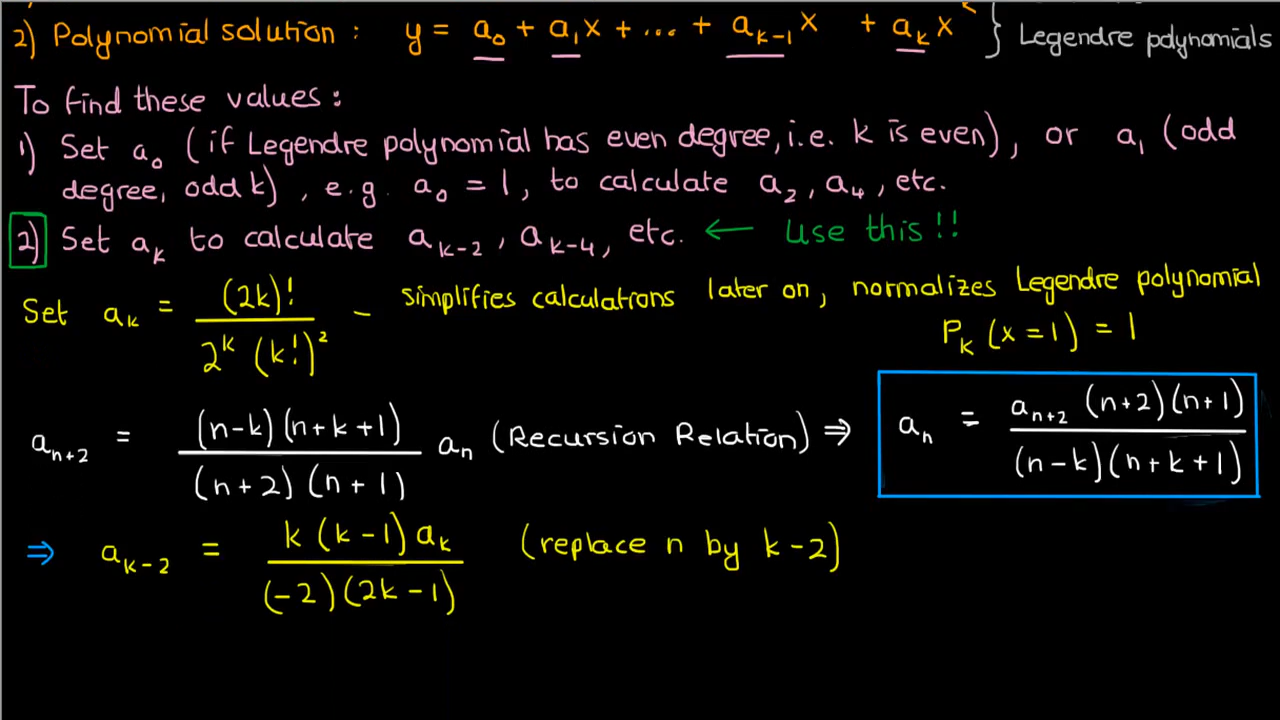 2) Polynomial solution : y = a₀ + a₁x + ... + aₖ₋₁x + aₖx } Legendre polynomials
To find these values :
1) Set a₀ (if Legendre polynomial has even degree, i.e. k is even), or a₁ (odd
degree, odd k), e.g. a₀ = 1, to calculate a₂, a₄, etc.
2) Set aₖ to calculate aₖ₋₂, aₖ₋₄, etc. ← Use this!!
Set aₖ = (2k)! / 2ᵏ (k!)² – simplifies calculations later on, normalizes Legendre polynomial
Pₖ (x = 1) = 1
aₙ₊₂ = (n-k)(n+k+1) / (n+2)(n+1) aₙ (Recursion Relation) ⇒ aₙ = aₙ₊₂ (n+2)(n+1) / (n-k)(n+k+1)
⇒ aₖ₋₂ = k(k-1)aₖ / (-2)(2k-1) (replace n by k-2)